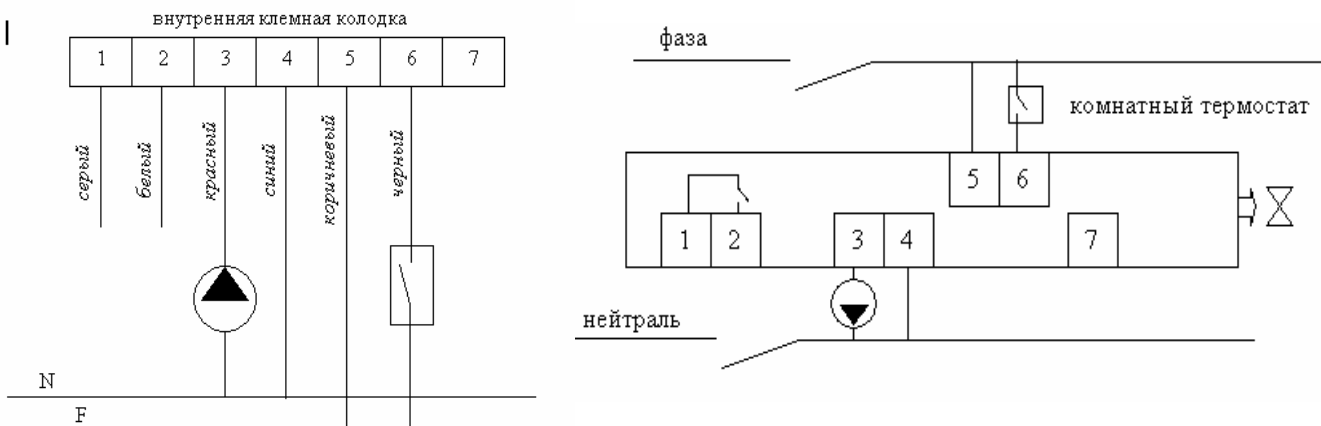 внутренняя клемная колодка
1 2 3 4 5 6 7
серый
белый
красный
синий
коричневый
черный
N
F
фаза
комнатный термостат
5 6
1 2 3 4 7
нейтраль